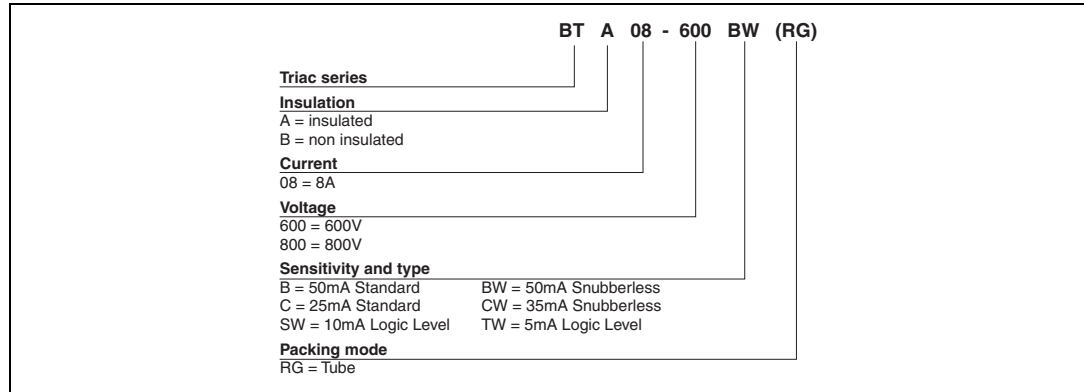 BT A 08 - 600 BW (RG)
Triac series
Insulation
A = insulated
B = non insulated
Current
08 = 8A
Voltage
600 = 600V
800 = 800V
Sensitivity and type
B = 50mA Standard BW = 50mA Snubberless
C = 25mA Standard CW = 35mA Snubberless
SW = 10mA Logic Level TW = 5mA Logic Level
Packing mode
RG = Tube